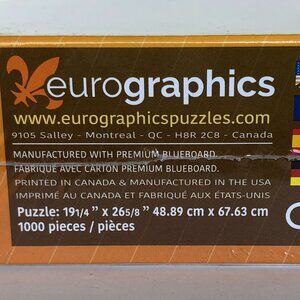 eurographics
www.eurographicspuzzles.com
9105 Salley - Montreal - QC - H8R 2C8 - Canada
MANUFACTURED WITH PREMIUM BLUEBOARD.
FABRIQUÉ AVEC CARTON PREMIUM BLUEBOARD.
PRINTED IN CANADA & MANUFACTURED IN THE USA
IMPRIMÉ AU CANADA ET FABRIQUÉ AUX ÉTATS-UNIS
Puzzle: 19 1/4 " x 26 5/8 " 48.89 cm x 67.63 cm
1000 pieces / pièces